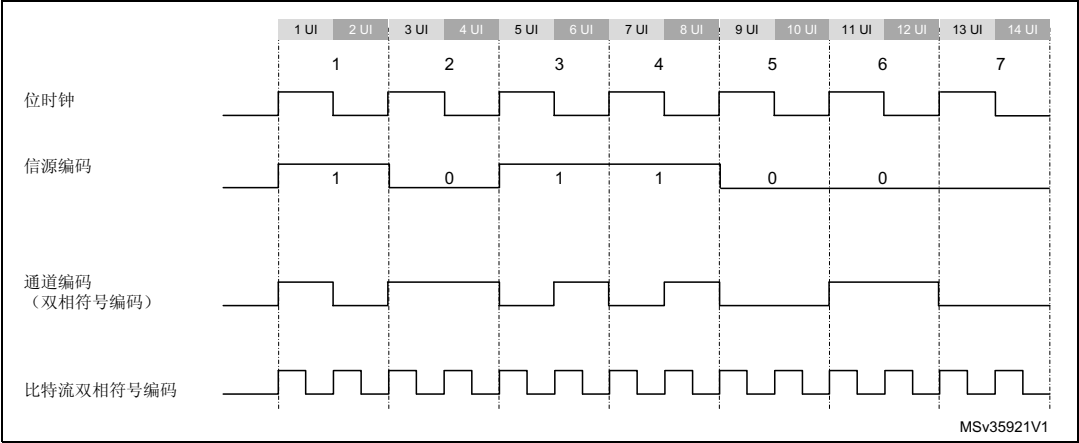 1 UI 2 UI 3 UI 4 UI 5 UI 6 UI 7 UI 8 UI 9 UI 10 UI 11 UI 12 UI 13 UI 14 UI
1 2 3 4 5 6 7
位时钟
信源编码
1 0 1 1 0 0
通道编码
（双相符号编码）
比特流双相符号编码
MSv35921V1